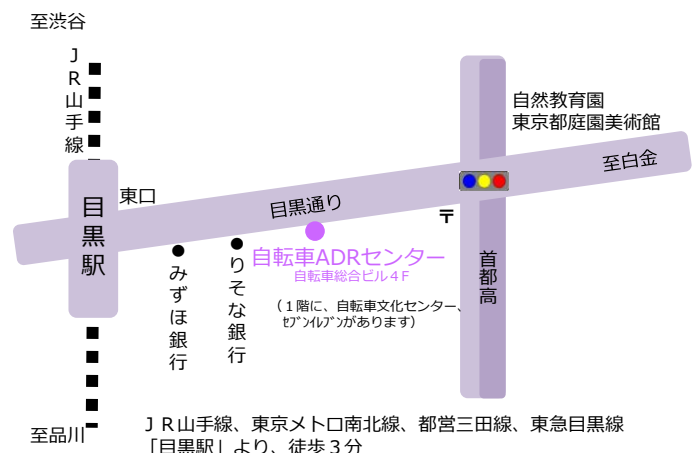 至渋谷
JR山手線
自然教育園
東京都庭園美術館
至白金
東口
目黒通り
目黒駅
〒
自転車ADRセンター
自転車総合ビル４F
みずほ銀行
りそな銀行
首都高
（１階に、自転車文化センター、
ｾﾌﾞﾝｲﾚﾌﾞﾝがあります）
至品川
ＪＲ山手線、東京メトロ南北線、都営三田線、東急目黒線
「目黒駅」より、徒歩３分